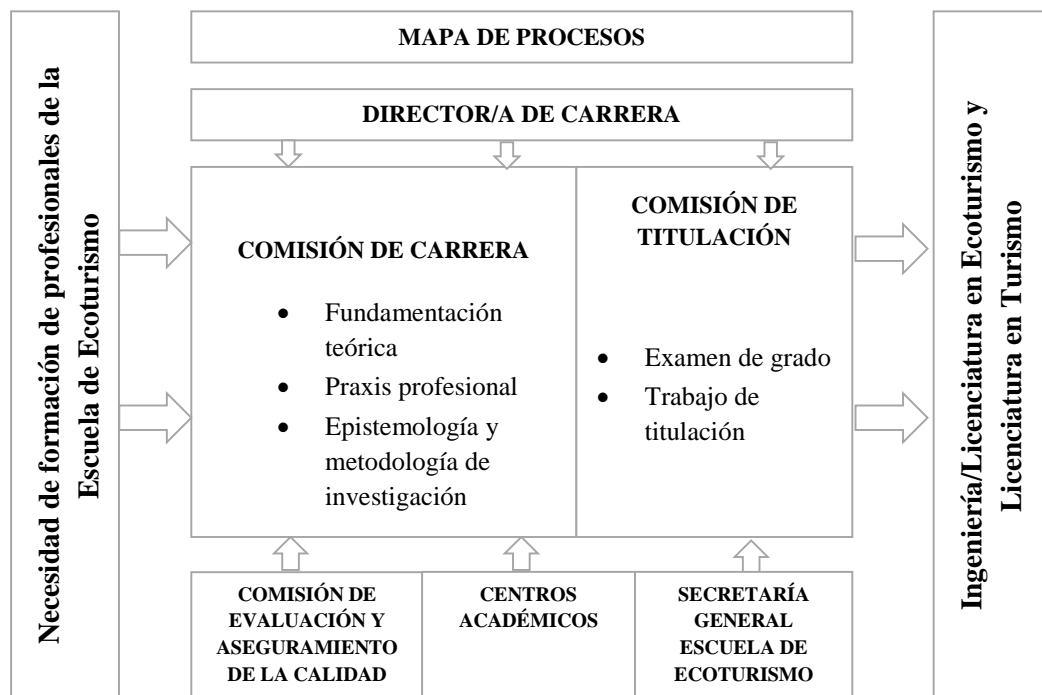 Necesidad de formación de profesionales de la
Escuela de Ecoturismo
MAPA DE PROCESOS
DIRECTOR/A DE CARRERA
COMISIÓN DE CARRERA
• Fundamentación
teórica
• Praxis profesional
• Epistemología y
metodología de
investigación
COMISIÓN DE
TITULACIÓN
• Examen de grado
• Trabajo de
titulación
COMISIÓN DE
EVALUACIÓN Y
ASEGURAMIENTO
DE LA CALIDAD
CENTROS
ACADÉMICOS
SECRETARÍA
GENERAL
ESCUELA DE
ECOTURISMO
Ingeniería/Licenciatura en Ecoturismo y
Licenciatura en Turismo